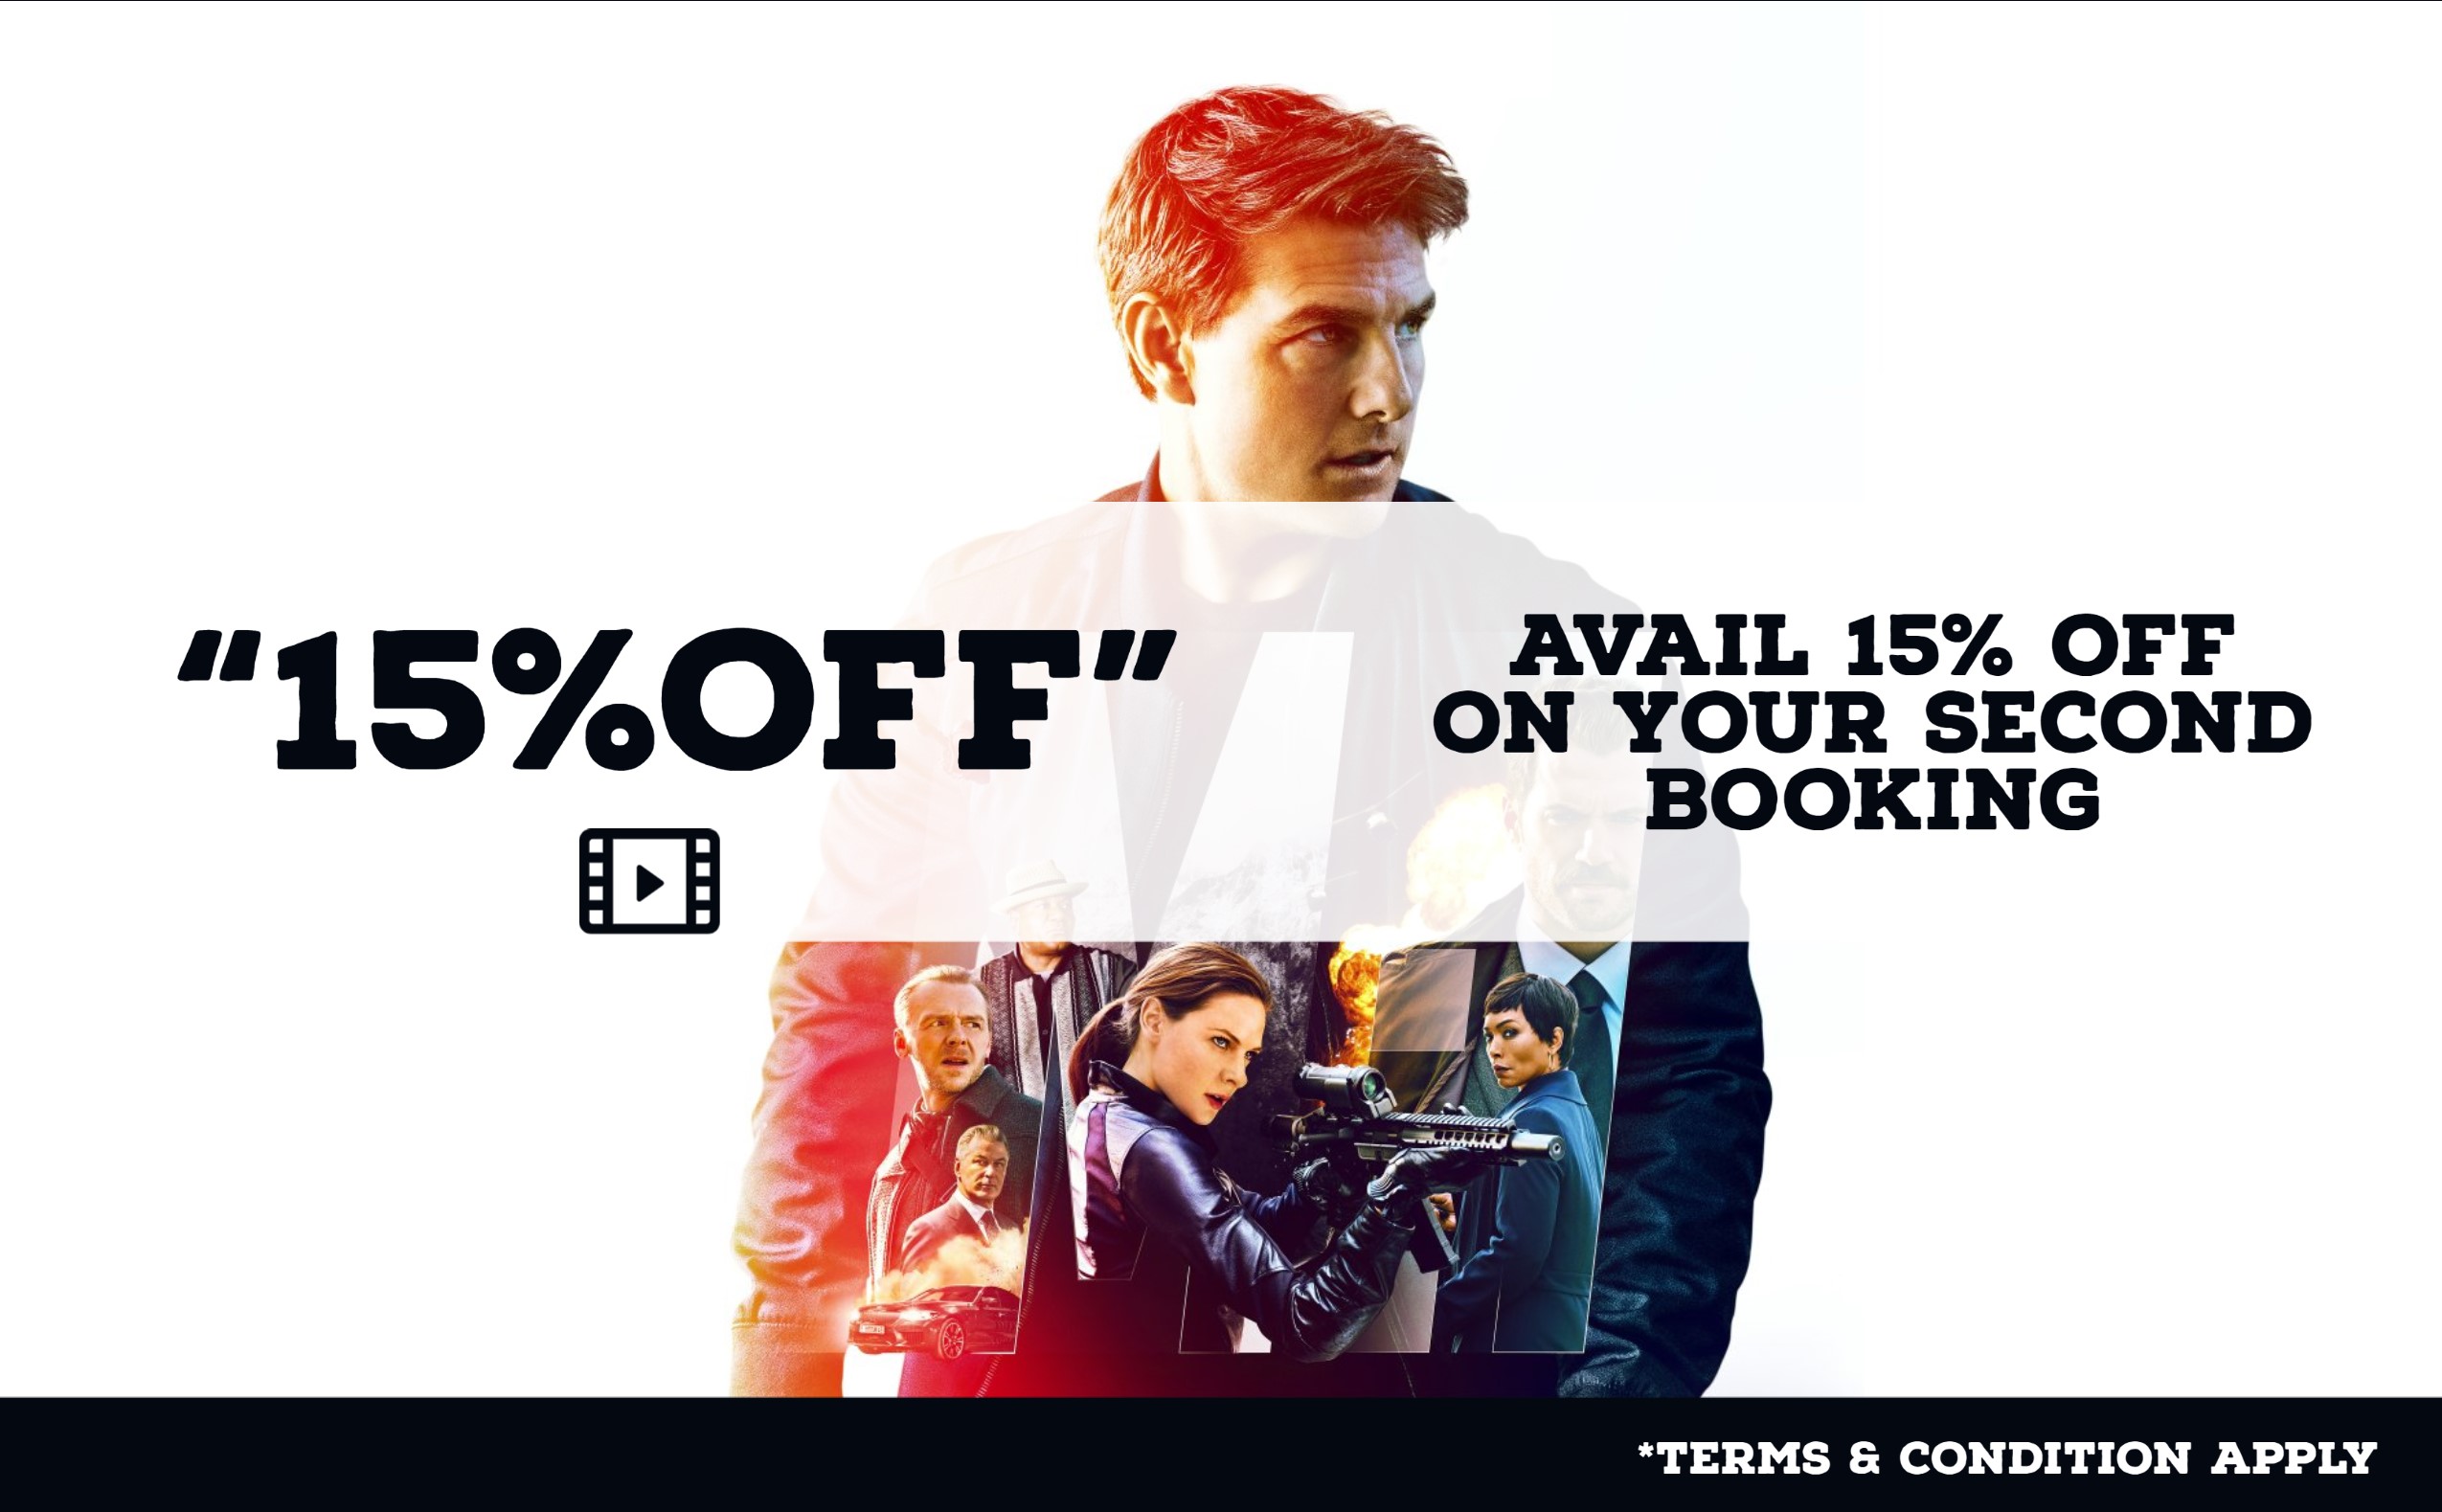 “15%OFF”
AVAIL 15% OFF
ON YOUR SECOND
BOOKING
*TERMS & CONDITION APPLY